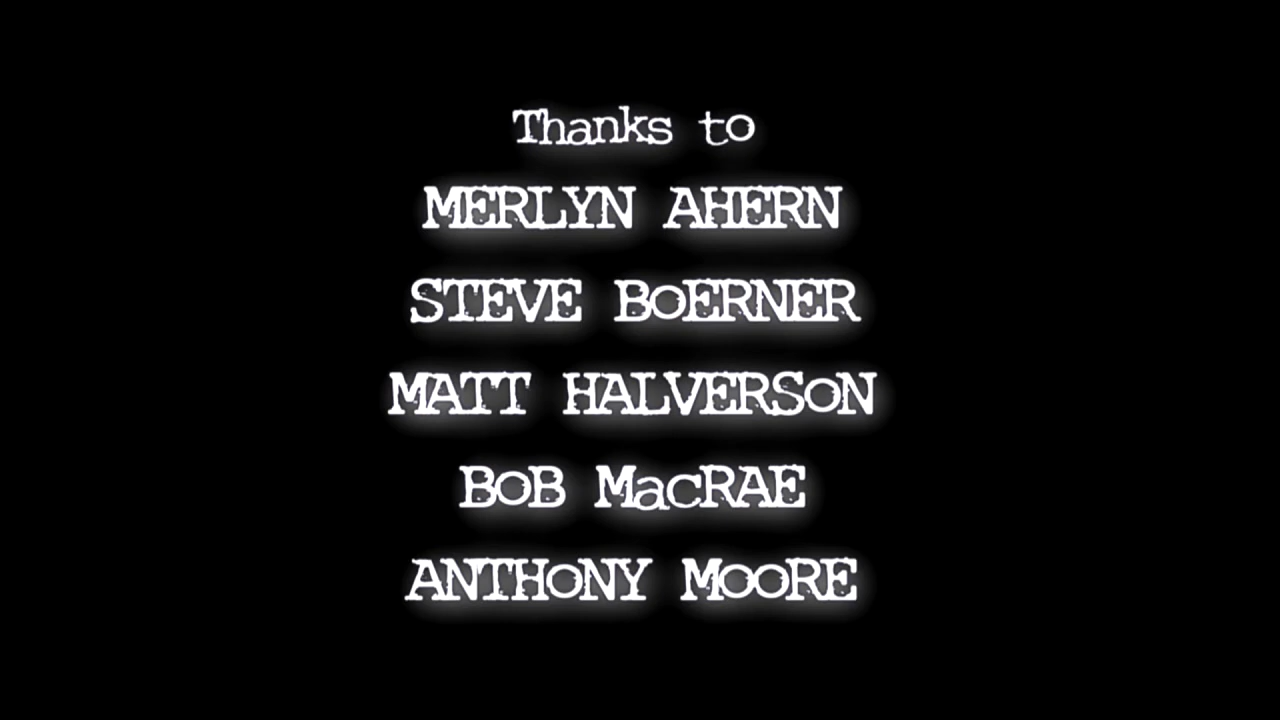 Thanks to
MERLYN AHERN
STEVE BOERNER
MATT HALVERSON
BOB MacRAE
ANTHONY MOORE